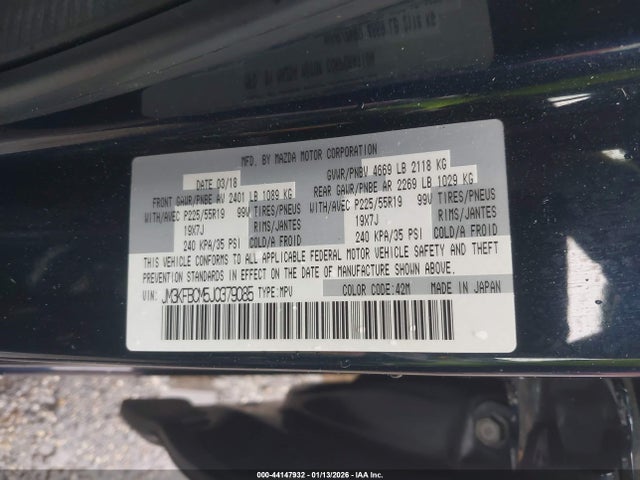 MFD. BY MAZDA MOTOR CORPORATION
DATE 03/18 GVWR/PNBV 4669 LB 2118 KG
FRONT GAWR/PNBE AV 2401 LB 1089 KG REAR GAWR/PNBE AR 2269 LB 1029 KG
WITH/AVEC P225/55R19 99V TIRES/PNEUS WITH/AVEC P225/55R19 99V TIRES/PNEUS
19X7J RIMS/JANTES 19X7J RIMS/JANTES
240 KPA/35 PSI COLD/A FROID 240 KPA/35 PSI COLD/A FROID
THIS VEHICLE CONFORMS TO ALL APPLICABLE FEDERAL MOTOR VEHICLE SAFETY AND THEFT
PREVENTION STANDARDS IN EFFECT ON THE DATE OF MANUFACTURE SHOWN ABOVE.
VIN: JM3KFBCM5J0379085 TYPE:MPV COLOR CODE:42M MADE IN JAPAN
000-44147932 - 01/13/2026 - IAA Inc.